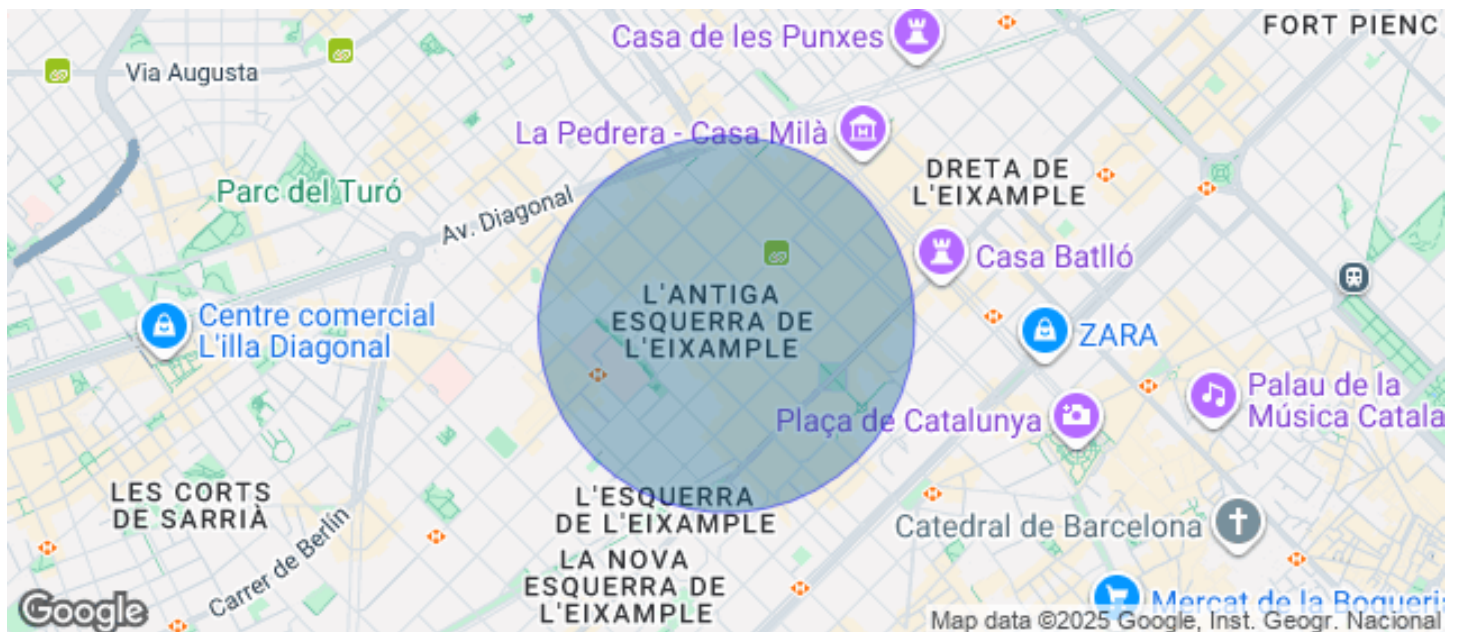 Casa de les Punxes
FORT PIENC
Via Augusta
La Pedrera - Casa Milà
DRETA DE
L'EIXAMPLE
Parc del Turó
Av. Diagonal
Casa Batlló
L'ANTIGA
ESQUERRA DE
L'EIXAMPLE
Centre comercial
L'illa Diagonal
ZARA
Palau de la
Música Catala
Plaça de Catalunya
LES CORTS
DE SARRIÀ
L'ESQUERRA
DE L'EIXAMPLE
Catedral de Barcelona
Carrer de Berlín
LA NOVA
ESQUERRA DE
L'EIXAMPLE
Mercat de la Boqueria
Google
Map data ©2025 Google, Inst. Geogr. Nacional